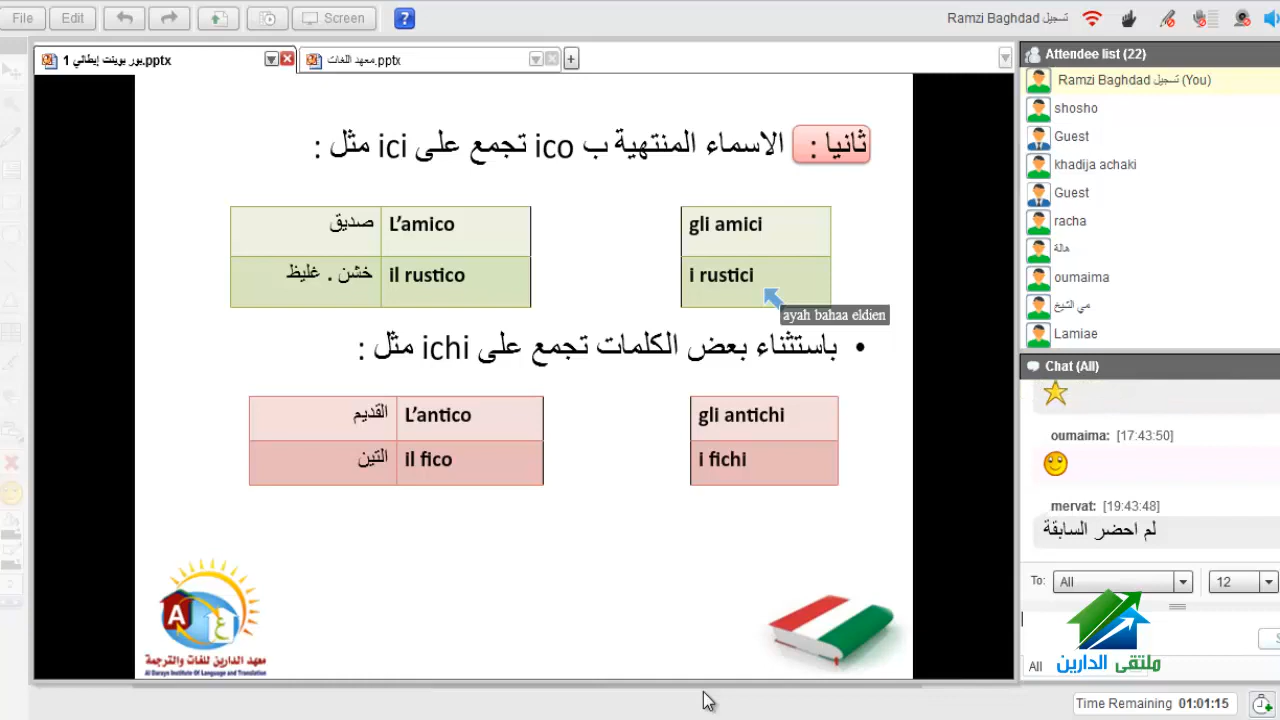 File
Edit
Screen
?
Ramzi Baghdad تسجيل
بور بوينت إيطالي 1.pptx
معهد اللغات.pptx
ثانيا : الاسماء المنتهية ب ico تجمع على ici مثل :
صديق L’amico gli amici
خشن . غليظ il rustico i rustici
ayah bahaa eldien
• باستثناء بعض الكلمات تجمع على ichi مثل :
القديم L’antico gli antichi
التين il fico i fichi
A ع
معهد الدارين للغات والترجمة
Al Darayn Institute Of Language and Translation
Attendee list (22)
Ramzi Baghdad تسجيل (You)
shosho
Guest
khadija achaki
Guest
racha
هالة
oumaima
مي الشيخ
Lamiae
Chat (All)
oumaima: [17:43:50]
mervat: [19:43:48]
لم احضر السابقة
To: All 12
S
All
ملتقى الدارين
Time Remaining 01:01:15